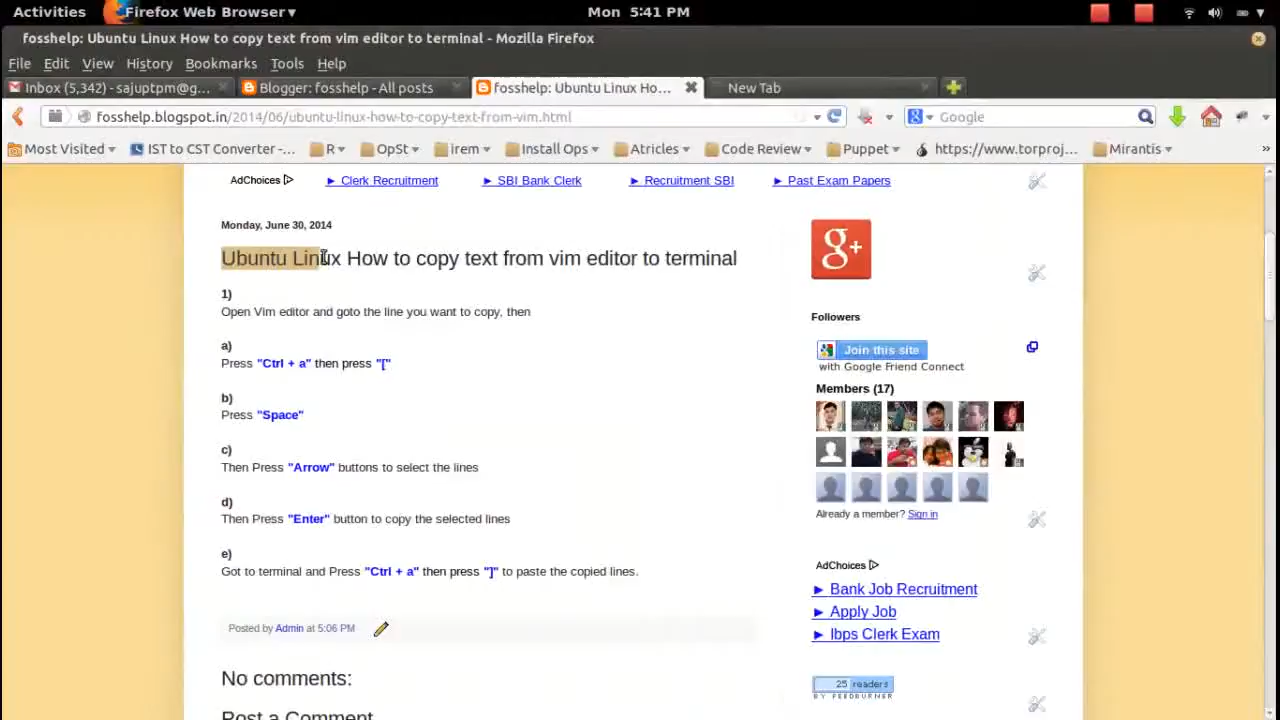 Activities Firefox Web Browser ▾ Mon 5:41 PM
fosshelp: Ubuntu Linux How to copy text from vim editor to terminal - Mozilla Firefox
File Edit View History Bookmarks Tools Help
Inbox (5,342) - sajuptpm@g... Blogger: fosshelp - All posts fosshelp: Ubuntu Linux Ho... New Tab
fosshelp.blogspot.in/2014/06/ubuntu-linux-how-to-copy-text-from-vim.html Google
Most Visited▾ IST to CST Converter -... R▾ OpSt▾ irem▾ Install Ops▾ Atricles▾ Code Review▾ Puppet▾ https://www.torproj... Mirantis▾ »
AdChoices ► Clerk Recruitment ► SBI Bank Clerk ► Recruitment SBI ► Past Exam Papers
Monday, June 30, 2014
Ubuntu Linux How to copy text from vim editor to terminal
1)
Open Vim editor and goto the line you want to copy, then
a)
Press "Ctrl + a" then press "["
b)
Press "Space"
c)
Then Press "Arrow" buttons to select the lines
d)
Then Press "Enter" button to copy the selected lines
e)
Got to terminal and Press "Ctrl + a" then press "]" to paste the copied lines.
Posted by Admin at 5:06 PM
No comments:
Post a Comment
g+
Followers
Join this site
with Google Friend Connect
Members (17)
Already a member? Sign in
AdChoices
► Bank Job Recruitment
► Apply Job
► Ibps Clerk Exam
25 readers
BY FEEDBURNER